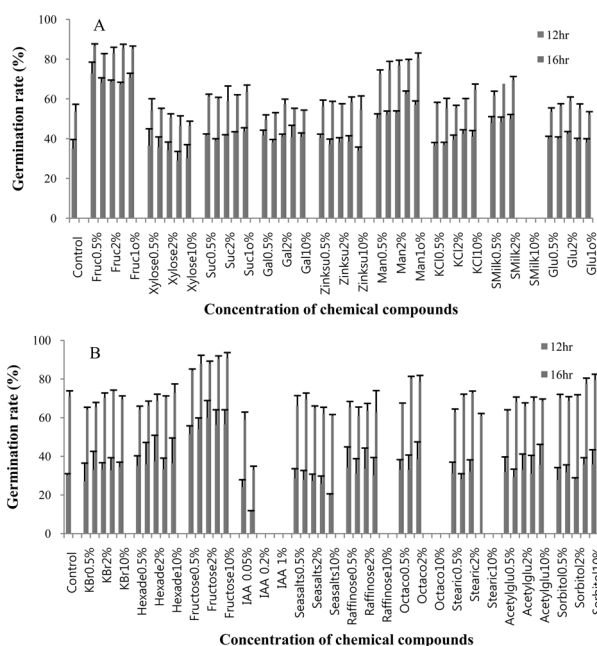 A
12hr
16hr
Germination rate (%)
100
80
60
40
20
0
Control
Fruc0.5%
Fruc2%
Fruc1o%
Xylose0.5%
Xylose2%
Xylose10%
Suc0.5%
Suc2%
Suc1o%
Gal0.5%
Gal2%
Gal10%
Zinksu0.5%
Zinksu2%
Zinksu10%
Man0.5%
Man2%
Man1o%
KCl0.5%
KCl2%
KCl10%
SMilk0.5%
SMilk2%
SMilk10%
Glu0.5%
Glu2%
Glu1o%
Concentration of chemical compounds
B
12hr
16hr
Germination rate (%)
100
80
60
40
20
0
Control
KBr0.5%
KBr2%
KBr10%
Hexade0.5%
Hexade2%
Hexade10%
Fructose0.5%
Fructose2%
Fructose10%
IAA 0.05%
IAA 0.2%
IAA 1%
Seasalts0.5%
Seasalts2%
Seasalts10%
Raffinose0.5%
Raffinose2%
Raffinose10%
Octaco0.5%
Octaco2%
Octaco10%
Stearic0.5%
Stearic2%
Stearic10%
Acetylglu0.5%
Acetylglu2%
Acetylglu10%
Sorbitol0.5%
Sorbitol2%
Sorbitol10%
Concentration of chemical compounds